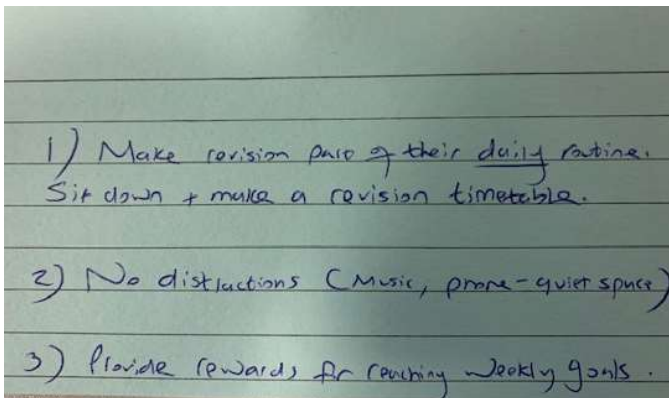 1) Make revision part of their daily routine.
Sit down + make a revision timetable.
2) No distractions (Music, phone - quiet space)
3) Provide rewards for reaching weekly goals.